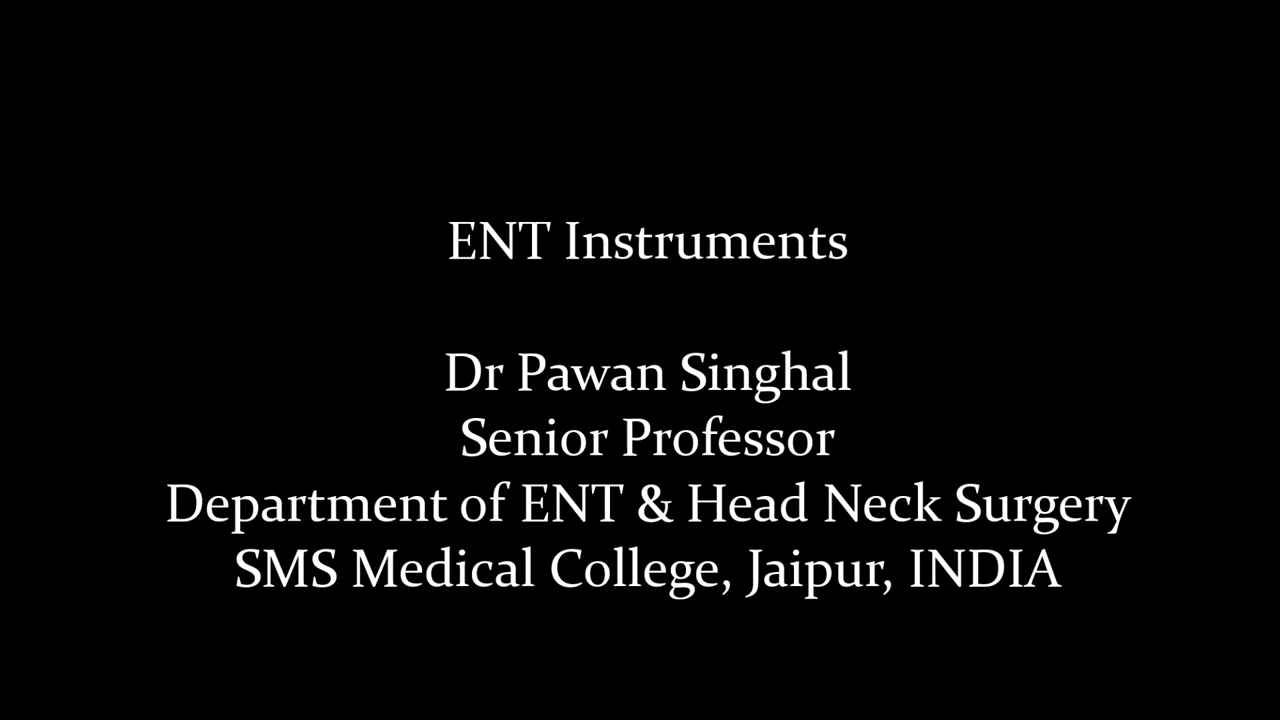 ENT Instruments
Dr Pawan Singhal
Senior Professor
Department of ENT & Head Neck Surgery
SMS Medical College, Jaipur, INDIA